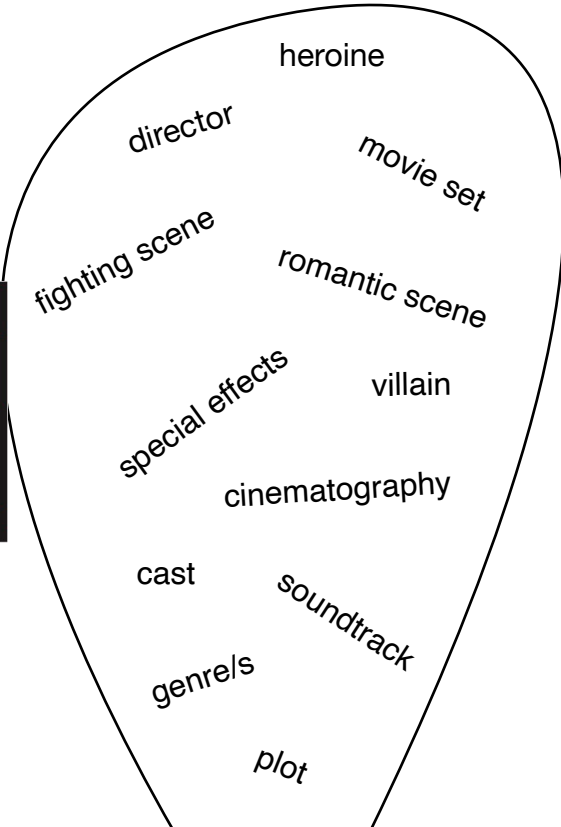 heroine
director
movie set
fighting scene
romantic scene
special effects
villain
cinematography
cast
soundtrack
genre/s
plot